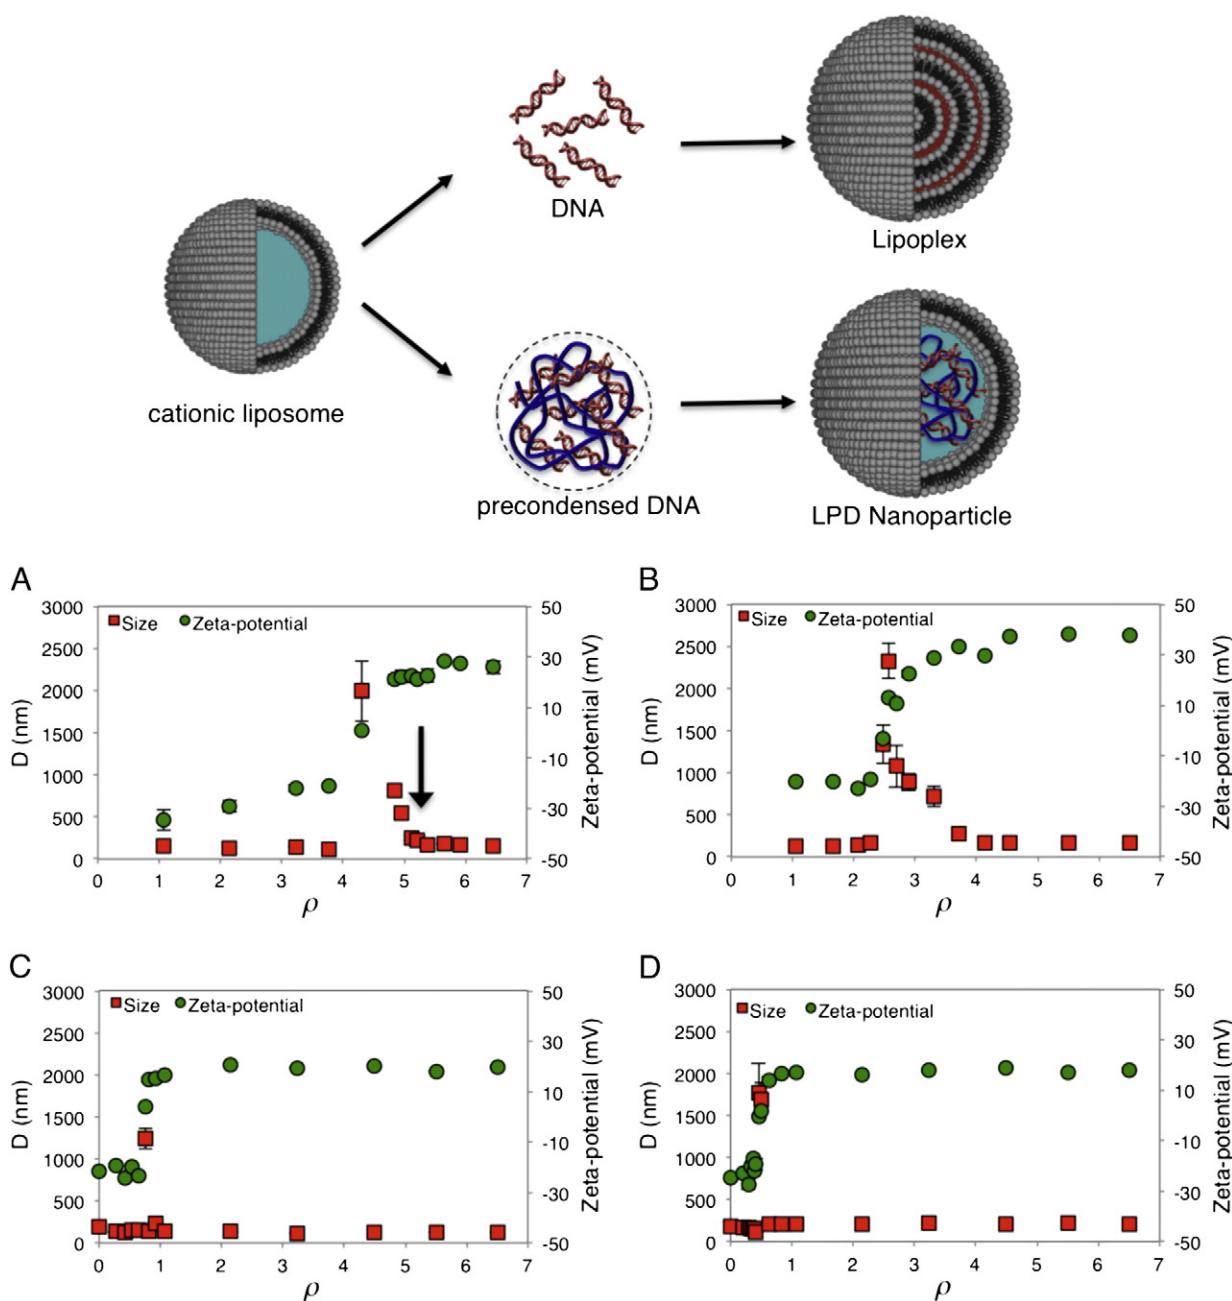 DNA
Lipoplex
cationic liposome
precondensed DNA
LPD Nanoparticle
A
3000
2500
2000
1500
1000
500
0
D (nm)
Size
Zeta-potential
50
30
10
-10
-30
-50
Zeta-potential (mV)
0 1 2 3 4 5 6 7
ρ
B
3000
2500
2000
1500
1000
500
0
D (nm)
Size
Zeta-potential
50
30
10
-10
-30
-50
Zeta-potential (mV)
0 1 2 3 4 5 6 7
ρ
C
3000
2500
2000
1500
1000
500
0
D (nm)
Size
Zeta-potential
50
30
10
-10
-30
-50
Zeta-potential (mV)
0 1 2 3 4 5 6 7
ρ
D
3000
2500
2000
1500
1000
500
0
D (nm)
Size
Zeta-potential
50
30
10
-10
-30
-50
Zeta-potential (mV)
0 1 2 3 4 5 6 7
ρ